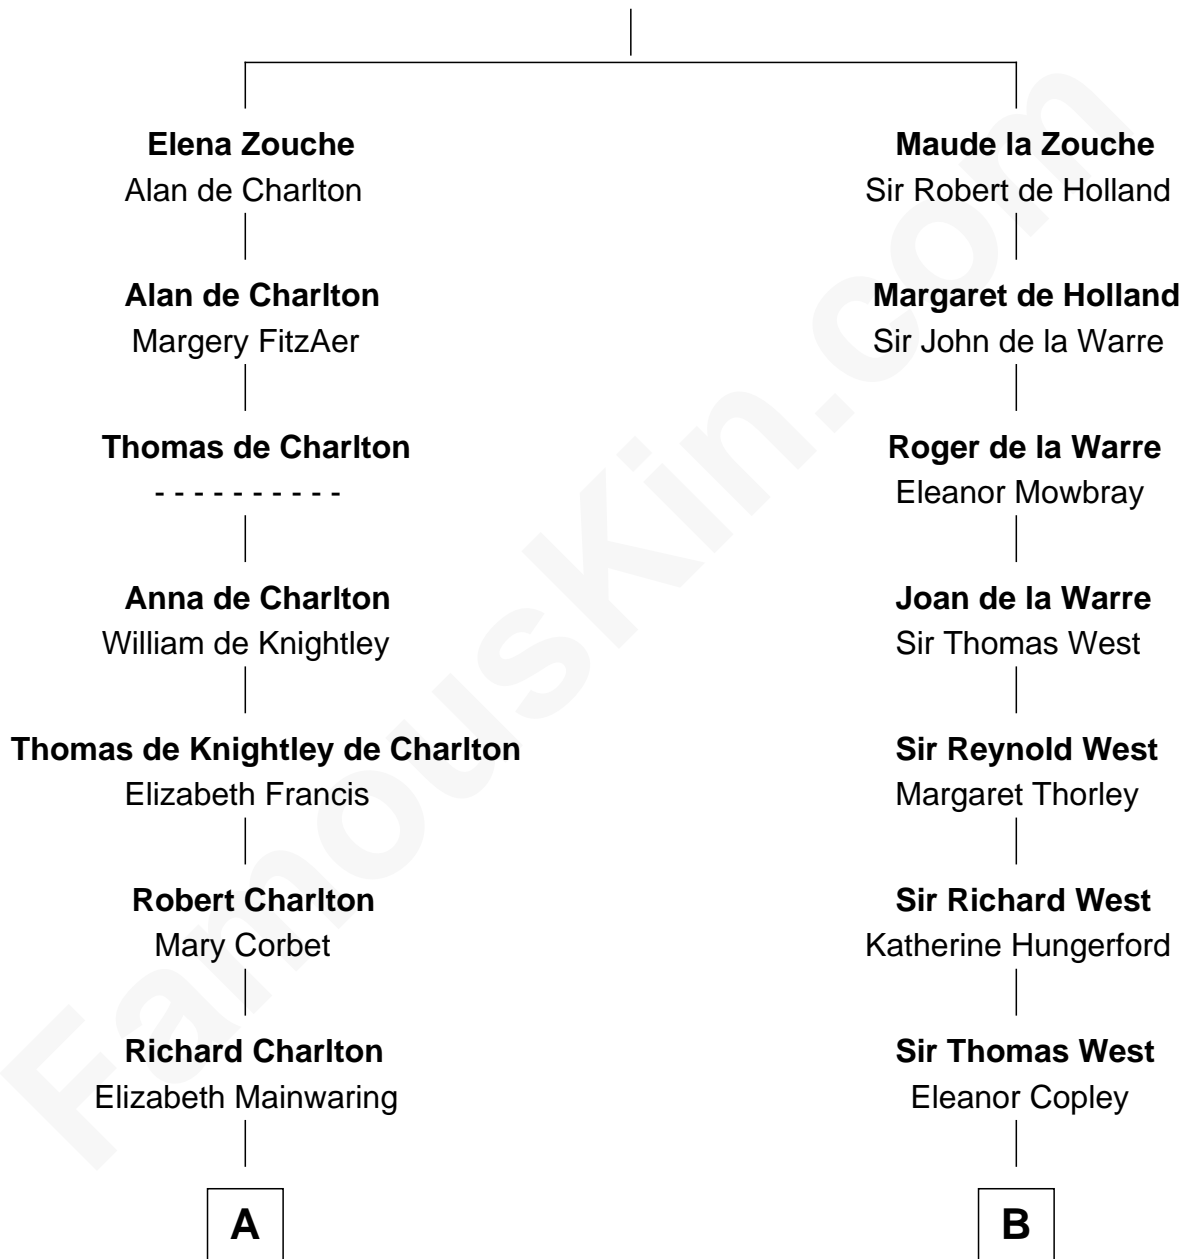 Elena Zouche
Alan de Charlton
Alan de Charlton
Margery FitzAer
Thomas de Charlton
- - - - - - - - - -
Anna de Charlton
William de Knightley
Thomas de Knightley de Charlton
Elizabeth Francis
Robert Charlton
Mary Corbet
Richard Charlton
Elizabeth Mainwaring
A
Maude la Zouche
Sir Robert de Holland
Margaret de Holland
Sir John de la Warre
Roger de la Warre
Eleanor Mowbray
Joan de la Warre
Sir Thomas West
Sir Reynold West
Margaret Thorley
Sir Richard West
Katherine Hungerford
Sir Thomas West
Eleanor Copley
B
FamousKin.com